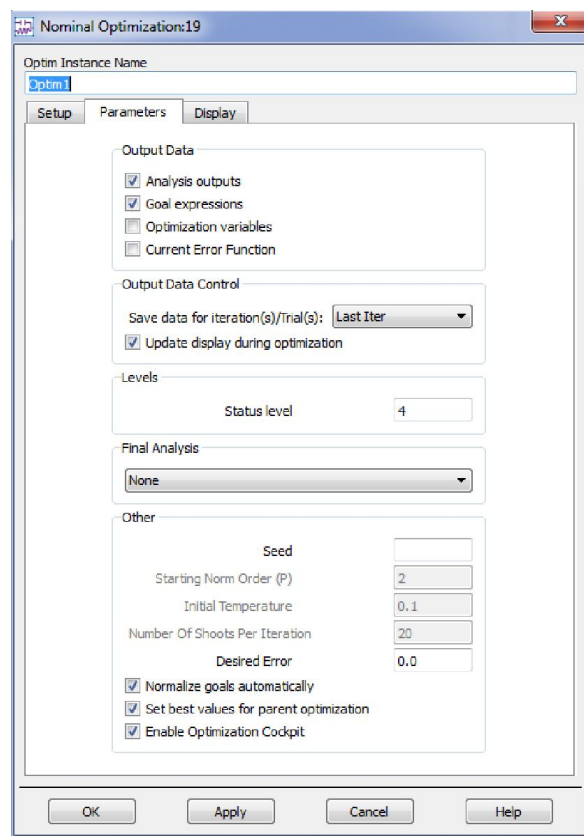 Nominal Optimization:19
Optim Instance Name
Optim1
Setup Parameters Display
Output Data
Analysis outputs
Goal expressions
Optimization variables
Current Error Function
Output Data Control
Save data for iteration(s)/Trial(s): Last Iter
Update display during optimization
Levels
Status level 4
Final Analysis
None
Other
Seed
Starting Norm Order (P) 2
Initial Temperature 0.1
Number Of Shoots Per Iteration 20
Desired Error 0.0
Normalize goals automatically
Set best values for parent optimization
Enable Optimization Cockpit
OK Apply Cancel Help